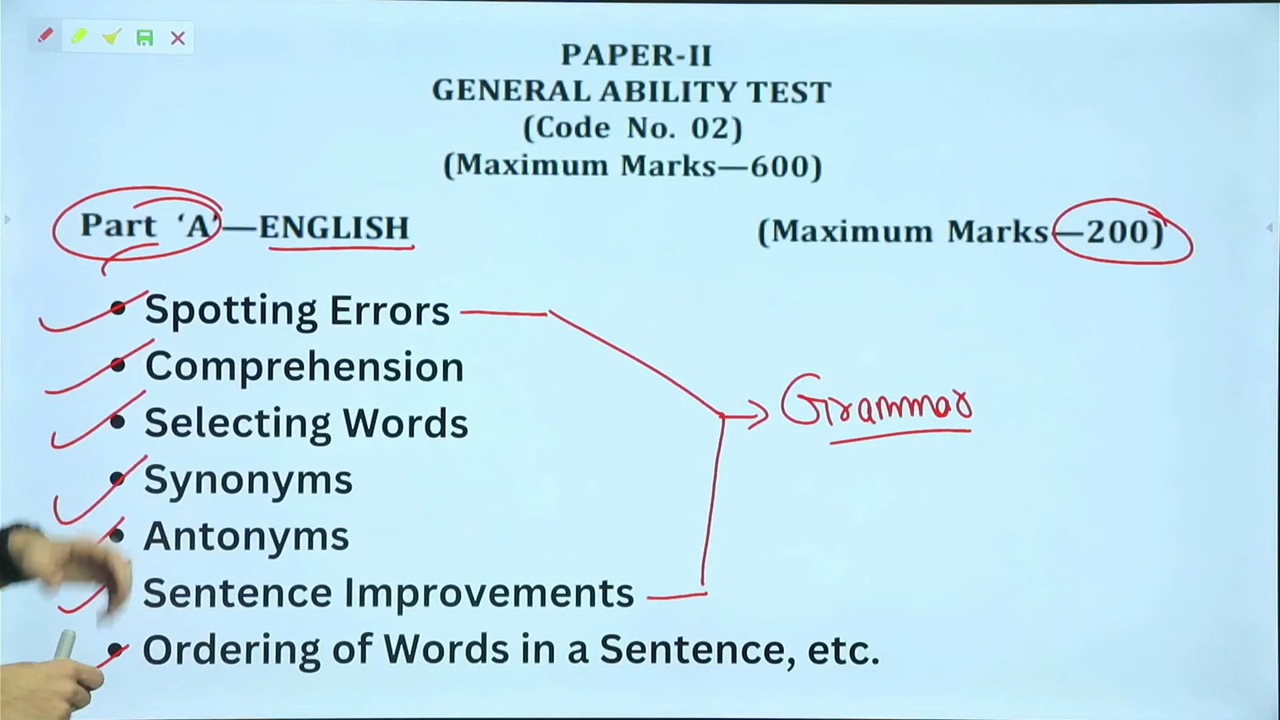 PAPER-II
GENERAL ABILITY TEST
(Code No. 02)
(Maximum Marks—600)
Part ‘A’—ENGLISH (Maximum Marks—200)
• Spotting Errors
• Comprehension
• Selecting Words
• Synonyms
• Antonyms
Sentence Improvements
• Ordering of Words in a Sentence, etc.
Grammar